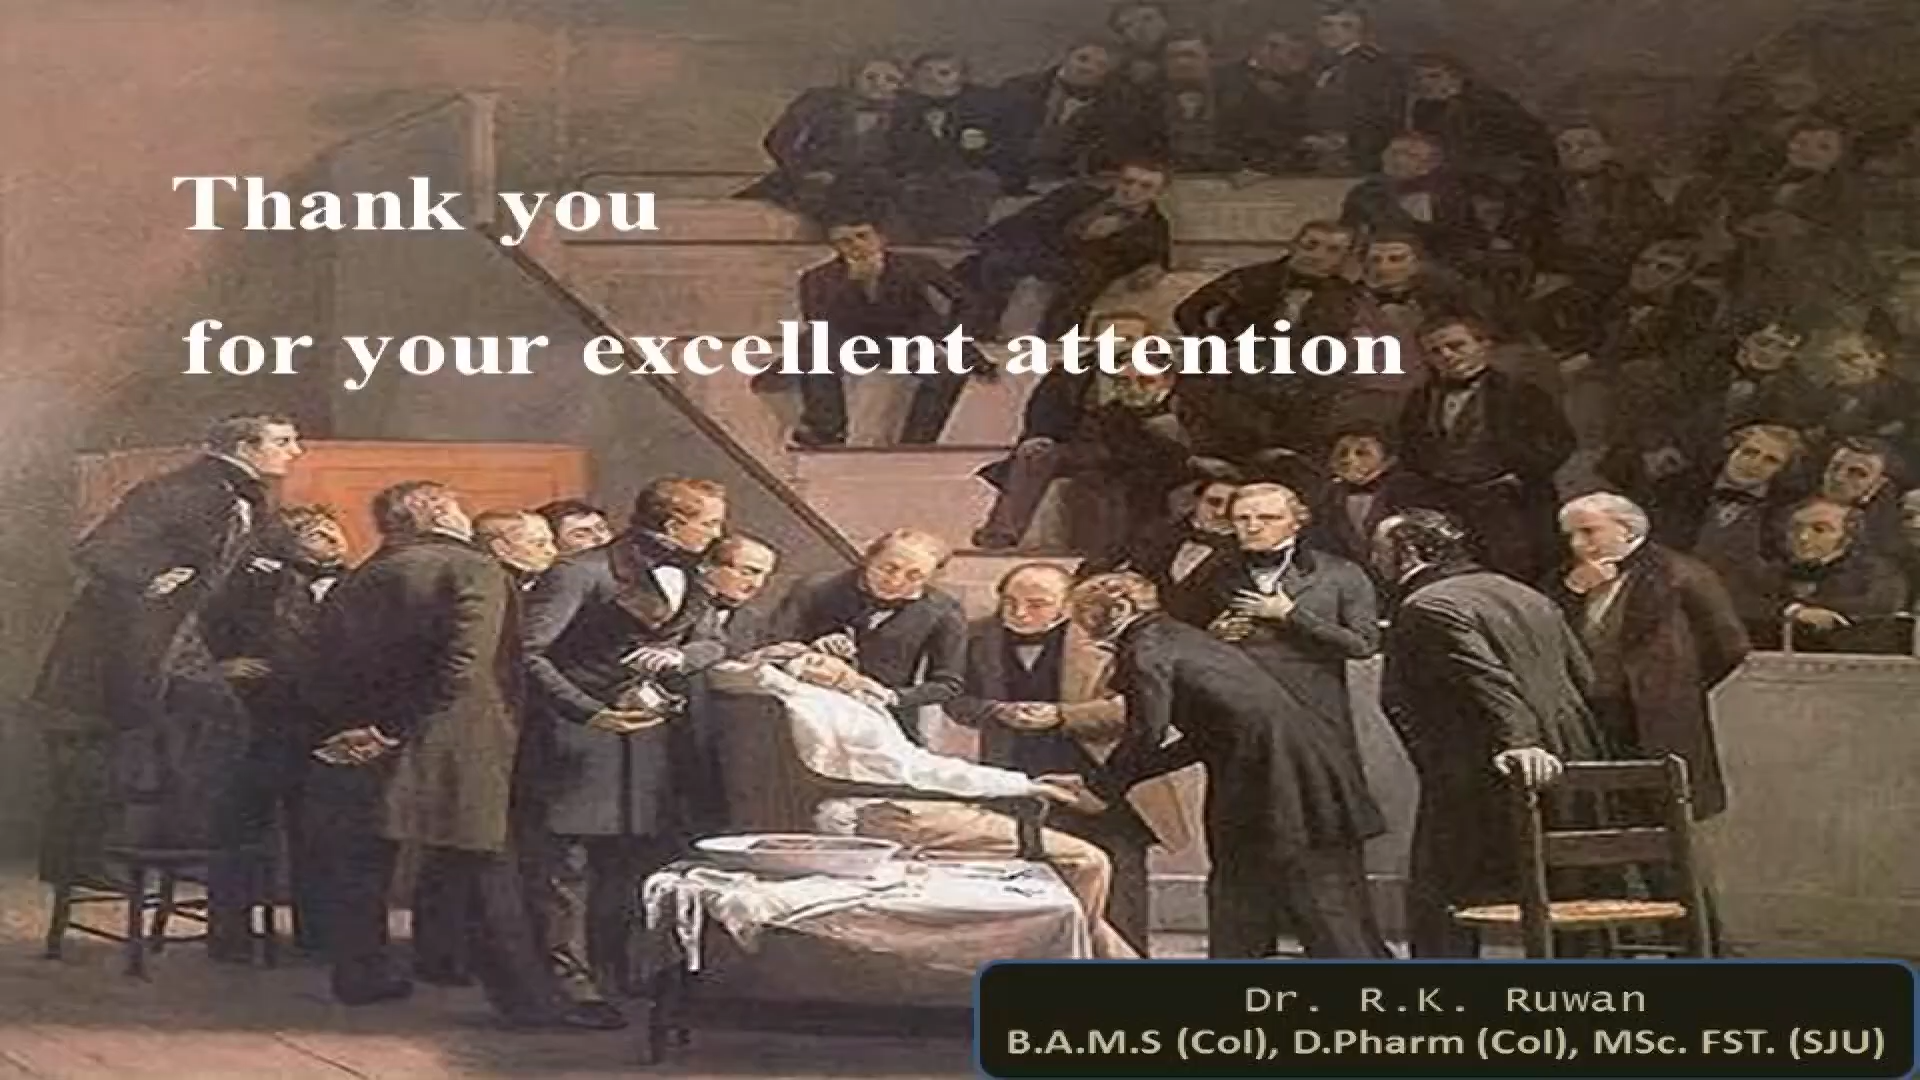 Thank you
for your excellent attention
Dr. R.K. Ruwan
B.A.M.S (Col), D.Pharm (Col), MSc. FST. (SJU)